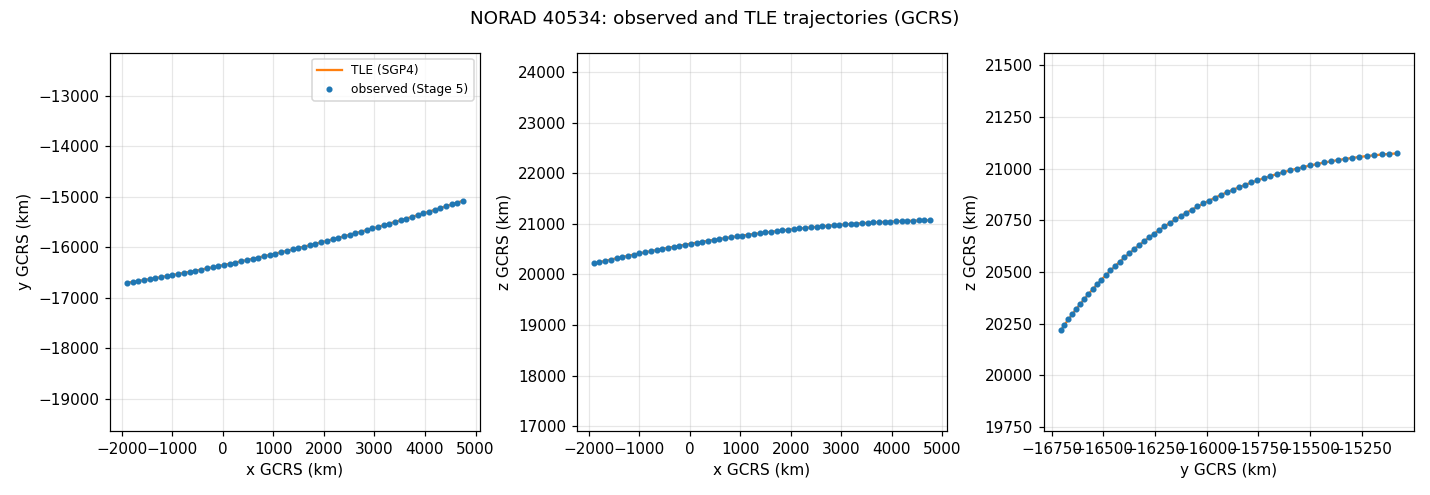 NORAD 40534: observed and TLE trajectories (GCRS)
TLE (SGP4)
observed (Stage 5)
y GCRS (km)
−13000
−14000
−15000
−16000
−17000
−18000
−19000
−2000 −1000 0 1000 2000 3000 4000 5000
x GCRS (km)
z GCRS (km)
24000
23000
22000
21000
20000
19000
18000
17000
−2000 −1000 0 1000 2000 3000 4000 5000
x GCRS (km)
z GCRS (km)
21500
21250
21000
20750
20500
20250
20000
19750
−16750 −16500 −16250 −16000 −15750 −15500 −15250
y GCRS (km)